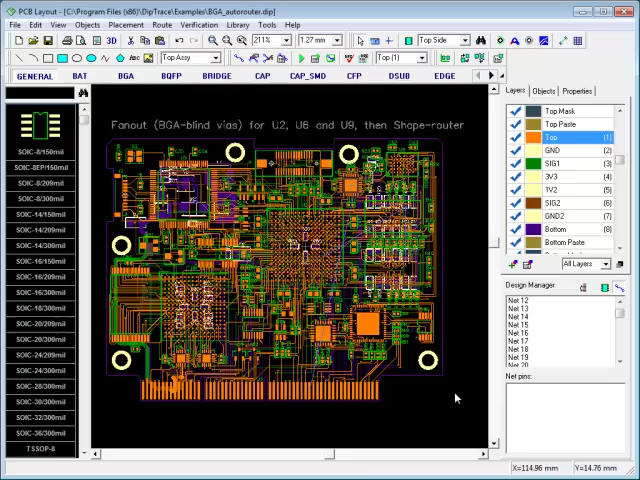 PCB Layout - [C:\Program Files (x86)\DipTrace\Examples\BGA_autorouter.dip]
File Edit View Objects Placement Route Verification Library Tools Help
3D 211% 1.27 mm Top Side
Abc Top Assy Top (1)
GENERAL BAT BGA BQFP BRIDGE CAP CAP_SMD CFP DSUB EDGE
Layers Objects Properties
SOIC-8/150mil
SOIC-8EP/150mil
SOIC-8/209mil
SOIC-8/300mil
SOIC-14/150mil
SOIC-14/209mil
SOIC-14/300mil
SOIC-16/150mil
SOIC-16/209mil
SOIC-16/300mil
SOIC-18/300mil
SOIC-20/209mil
SOIC-20/300mil
SOIC-24/209mil
SOIC-24/300mil
SOIC-28/300mil
SOIC-30/300mil
SOIC-32/300mil
SOIC-36/300mil
TSSOP-8
Fanout (BGA-blind vias) for U2, U6 and U9, then Shape-router
Top Mask
Top Paste
Top (1)
GND (2)
SIG1 (3)
3V3 (4)
1V2 (5)
SIG2 (6)
GND2 (7)
Bottom (8)
Bottom Paste
All Layers
Design Manager
Net 12
Net 13
Net 14
Net 15
Net 16
Net 17
Net 18
Net 19
Net 20
Net pins:
X=114.96 mm Y=14.76 mm